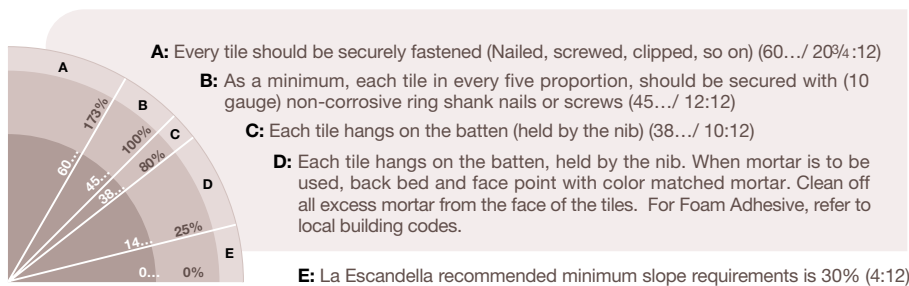 A: Every tile should be securely fastened (Nailed, screwed, clipped, so on) (60.../ 20¾:12)
B: As a minimum, each tile in every five proportion, should be secured with (10
gauge) non-corrosive ring shank nails or screws (45.../ 12:12)
C: Each tile hangs on the batten (held by the nib) (38.../ 10:12)
D: Each tile hangs on the batten, held by the nib. When mortar is to be
used, back bed and face point with color matched mortar. Clean off
all excess mortar from the face of the tiles. For Foam Adhesive, refer to
local building codes.
E: La Escandella recommended minimum slope requirements is 30% (4:12)
A
B
C
D
E
173%
100%
80%
25%
0%
60...
45...
38...
14...
0...